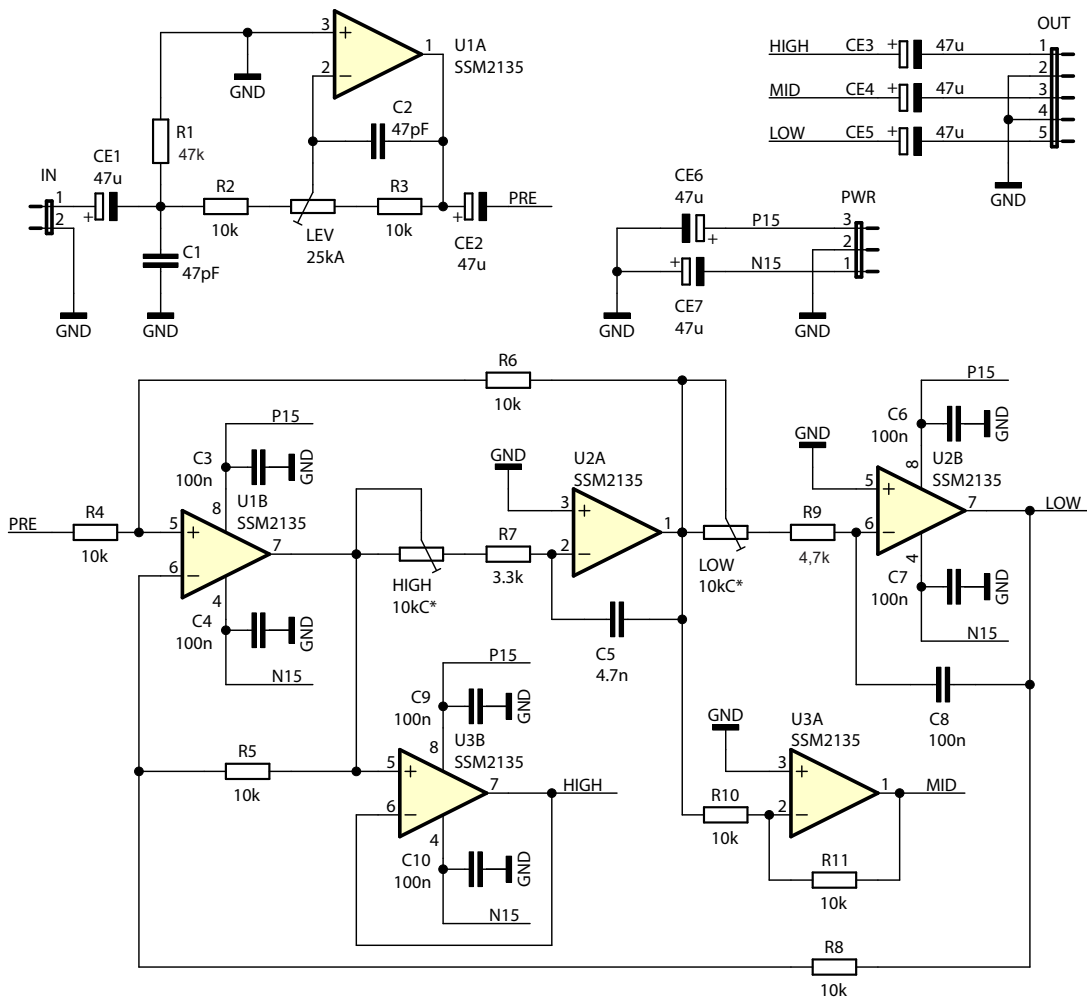 3
2
1
U1A
SSM2135
GND
C2
47pF
R1
47k
CE1
47u
IN
1
2
R2
10k
LEV
25kA
R3
10k
CE2
47u
PRE
C1
47pF
GND
GND
OUT
HIGH
CE3
47u
1
2
MID
CE4
47u
3
4
LOW
CE5
47u
5
GND
CE6
47u
P15
PWR
3
2
1
N15
CE7
47u
GND
GND
R6
10k
P15
C3
100n
GND
8
U1B
SSM2135
PRE
R4
10k
5
6
7
4
C4
100n
GND
N15
HIGH
10kC*
R7
3.3k
GND
U2A
SSM2135
3
2
1
C5
4.7n
LOW
10kC*
R9
4,7k
P15
C6
100n
GND
GND
U2B
SSM2135
8
5
6
7
LOW
4
C7
100n
GND
N15
C8
100n
P15
C9
100n
GND
8
U3B
SSM2135
R5
10k
5
6
7
HIGH
4
C10
100n
GND
N15
GND
U3A
SSM2135
3
2
1
MID
R10
10k
R11
10k
R8
10k